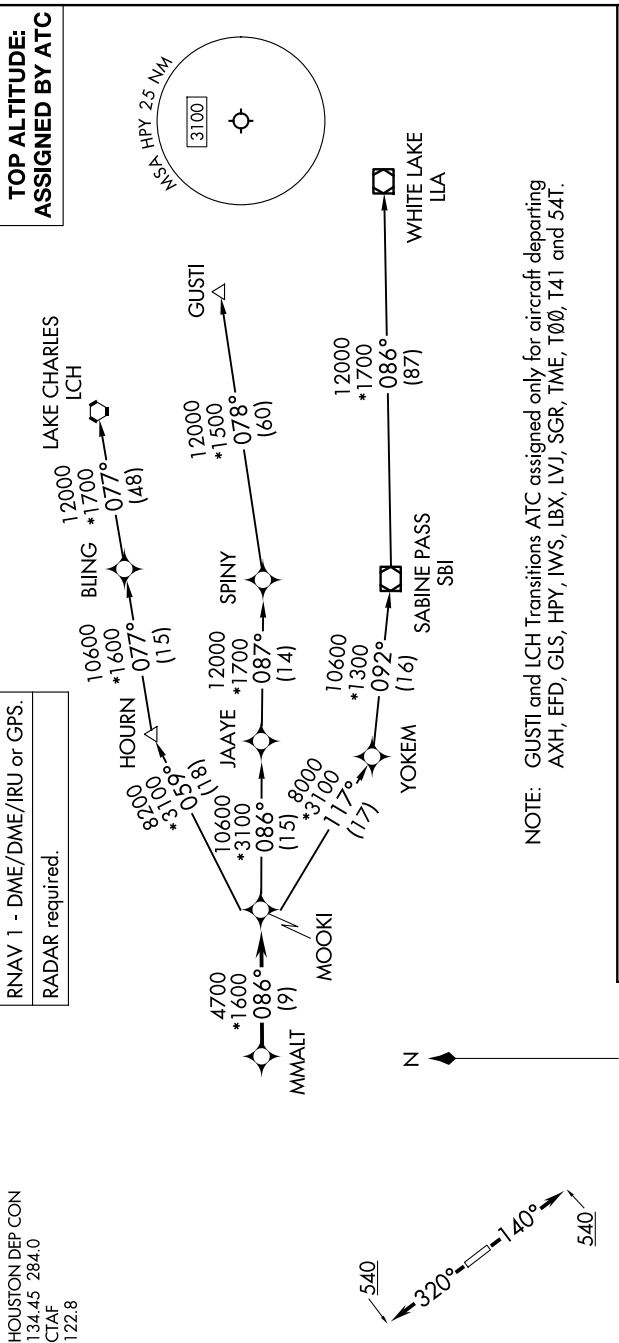 HOUSTON DEP CON
134.45 284.0
CTAF
122.8
RNAV 1 - DME/DME/IRU or GPS.
RADAR required.
TOP ALTITUDE:
ASSIGNED BY ATC
MSA HPY 25 NM
3100
LAKE CHARLES
LCH
12000
*1700
077°
(48)
BLING
10600
*1600
077°
(15)
HOURN
8200
*3100
059°
(18)
GUSTI
12000
*1500
078°
(60)
SPINY
12000
*1700
087°
(14)
JAAYE
10600
*3100
086°
(15)
MOOKI
4700
*1600
086°
(9)
MMALT
8000
*3100
117°
(17)
YOKEM
10600
*1300
092°
(16)
SABINE PASS
SBI
12000
*1700
086°
(87)
WHITE LAKE
LLA
N
540
320°
140°
540
NOTE: GUSTI and LCH Transitions ATC assigned only for aircraft departing
AXH, EFD, GLS, HPY, IWS, LBX, LVJ, SGR, TME, TØØ, T41 and 54T.